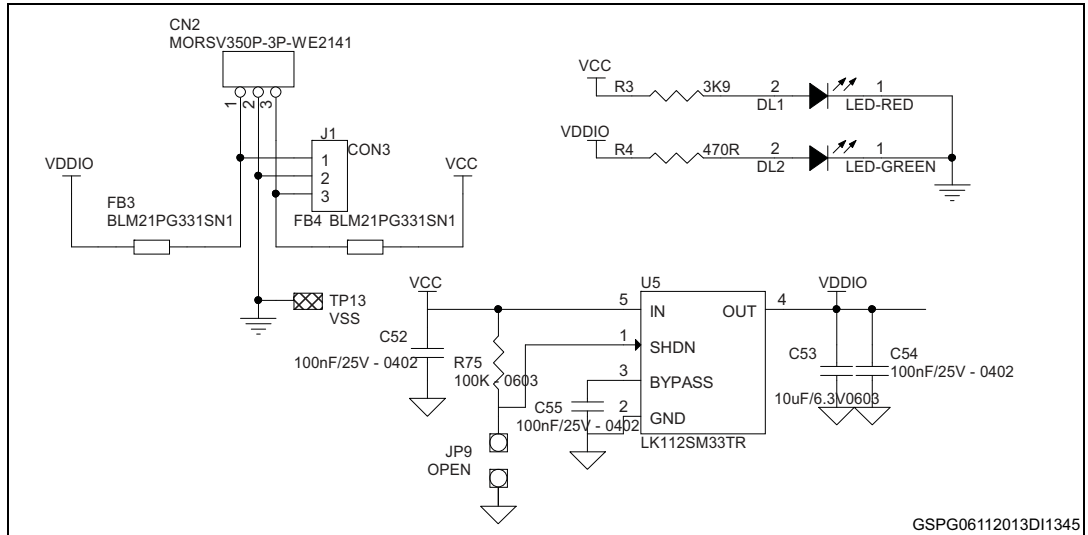 CN2
MORSV350P-3P-WE2141
1
2
3
J1
CON3
1
2
3
VDDIO
VCC
FB3
BLM21PG331SN1
FB4 BLM21PG331SN1
TP13
VSS
VCC
R3
3K9
2
1
DL1
LED-RED
VDDIO
R4
470R
2
1
DL2
LED-GREEN
VCC
C52
100nF/25V - 0402
R75
100K - 0603
JP9
OPEN
C55
100nF/25V - 0402
U5
5
IN
OUT
4
1
SHDN
3
BYPASS
2
GND
LK112SM33TR
VDDIO
C53
10uF/6.3V0603
C54
100nF/25V - 0402
GSPG06112013DI1345